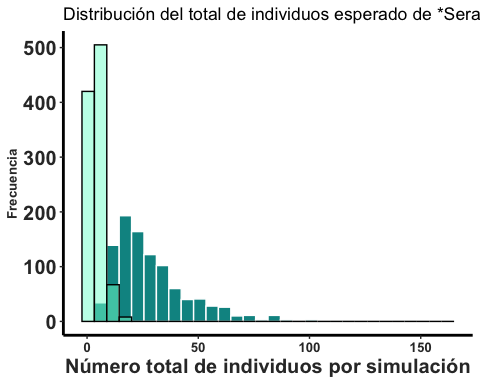 Distribución del total de individuos esperado de *Sera
500
400
300
200
100
0
Frecuencia
0 50 100 150
Número total de individuos por simulación